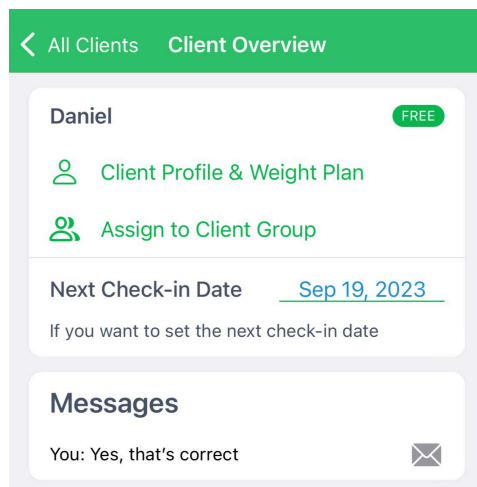 All Clients Client Overview
Daniel FREE
Client Profile & Weight Plan
Assign to Client Group
Next Check-in Date Sep 19, 2023
If you want to set the next check-in date
Messages
You: Yes, that's correct